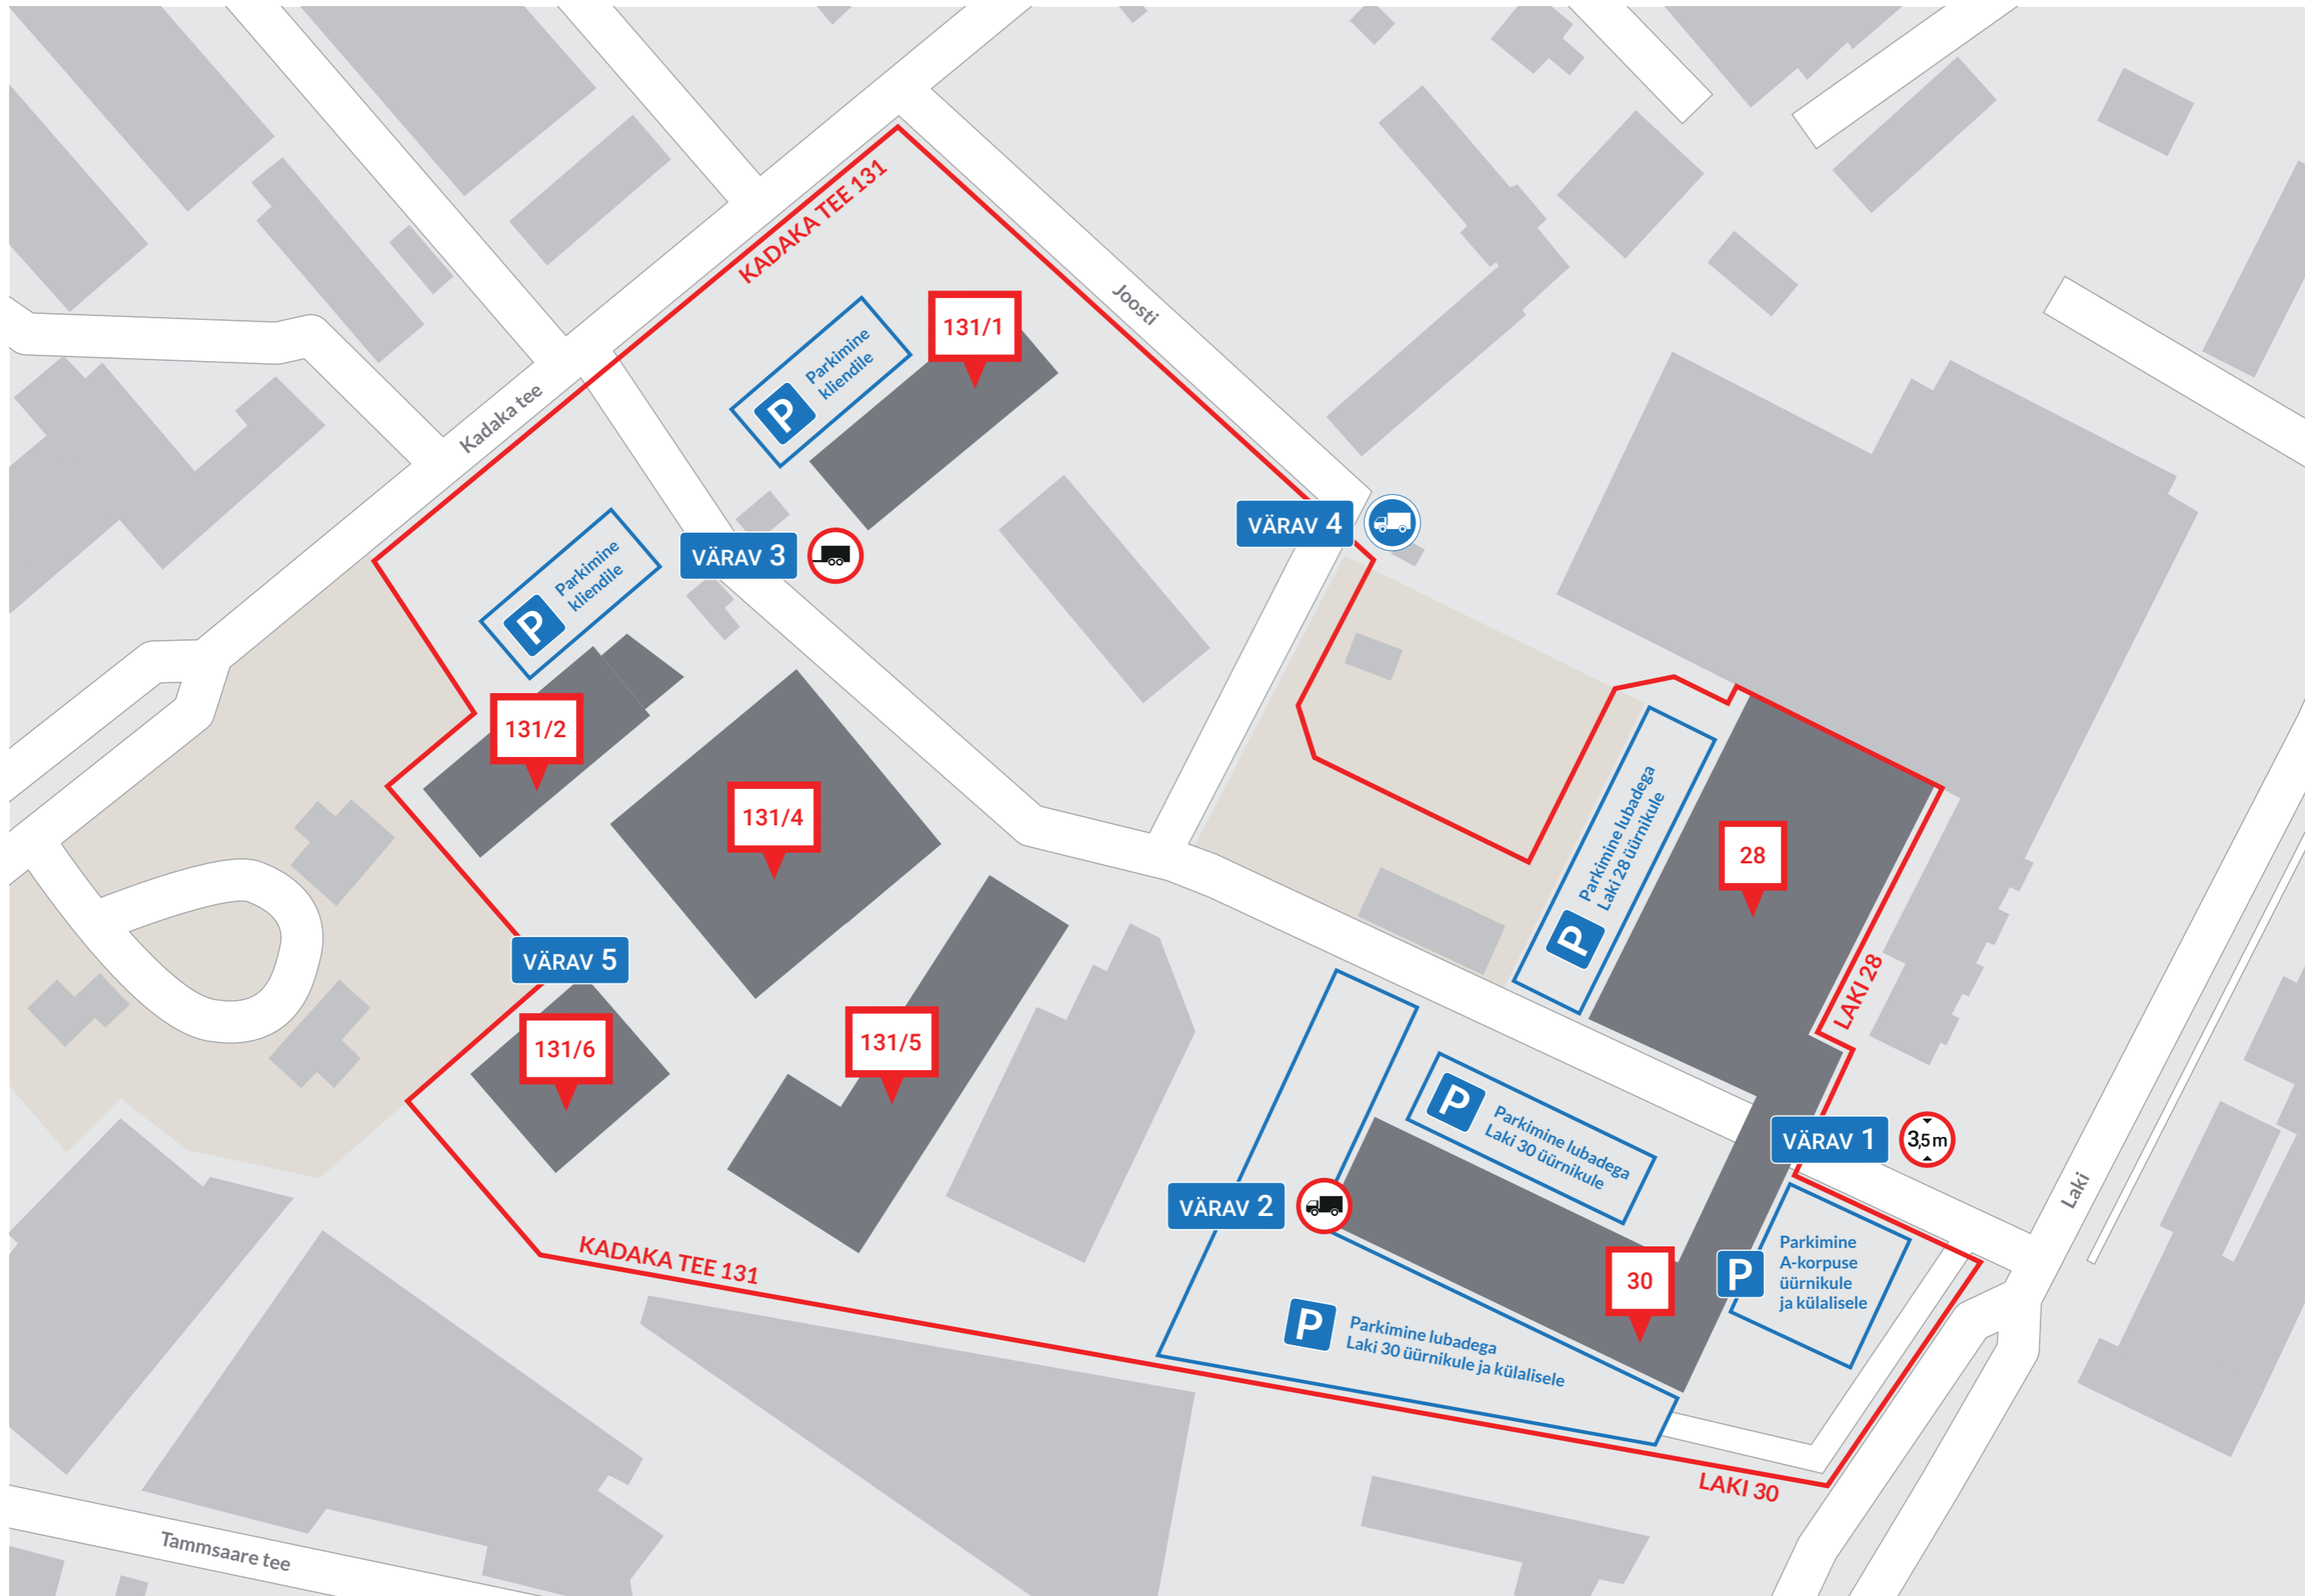 KADAKA TEE 131
Joosti
131/1
Parkimine
kliendile
P
Kadaka tee
VÄRAV 4
VÄRAV 3
Parkimine
kliendile
P
131/2
131/4
Parkimine lubadega
Laki 28 üürnikule
P
28
VÄRAV 5
LAKI 28
131/6
131/5
P
Parkimine lubadega
Laki 30 üürnikule
VÄRAV 1
3,5 m
Laki
VÄRAV 2
KADAKA TEE 131
30
P
Parkimine
A-korpuse
üürnikule
ja külalisele
P
Parkimine lubadega
Laki 30 üürnikule ja külalisele
LAKI 30
Tammsaare tee